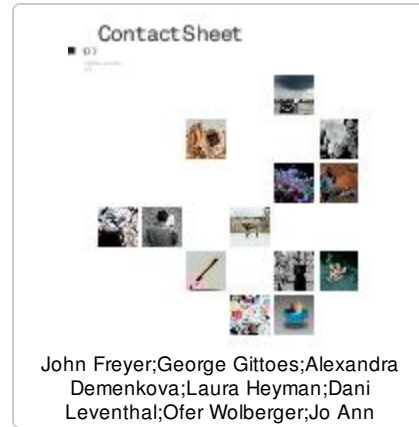 ContactSheet
John Freyer;George Gittoes;Alexandra
Demenkova;Laura Heyman;Dani
Leventhal;Ofer Wolberger;Jo Ann